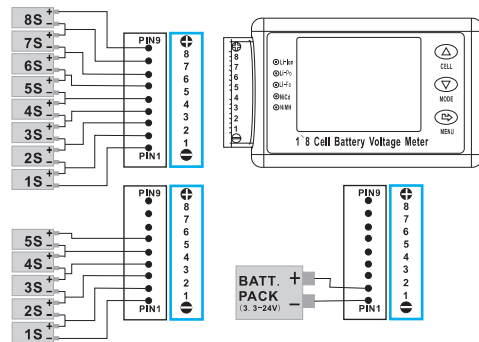 8S + -
7S + -
6S + -
5S + -
4S + -
3S + -
2S + -
1S + -
PIN9
PIN1
+
8
7
6
5
4
3
2
1
-
+
8
7
6
5
4
3
2
1
-
Li-Ion
Li-Po
Li-Fe
NiCd
NiMH
CELL
MODE
MENU
1`8 Cell Battery Voltage Meter
5S + -
4S + -
3S + -
2S + -
1S + -
PIN9
PIN1
+
8
7
6
5
4
3
2
1
-
BATT. +
PACK -
(3.3-24V)
PIN9
PIN1
+
8
7
6
5
4
3
2
1
-